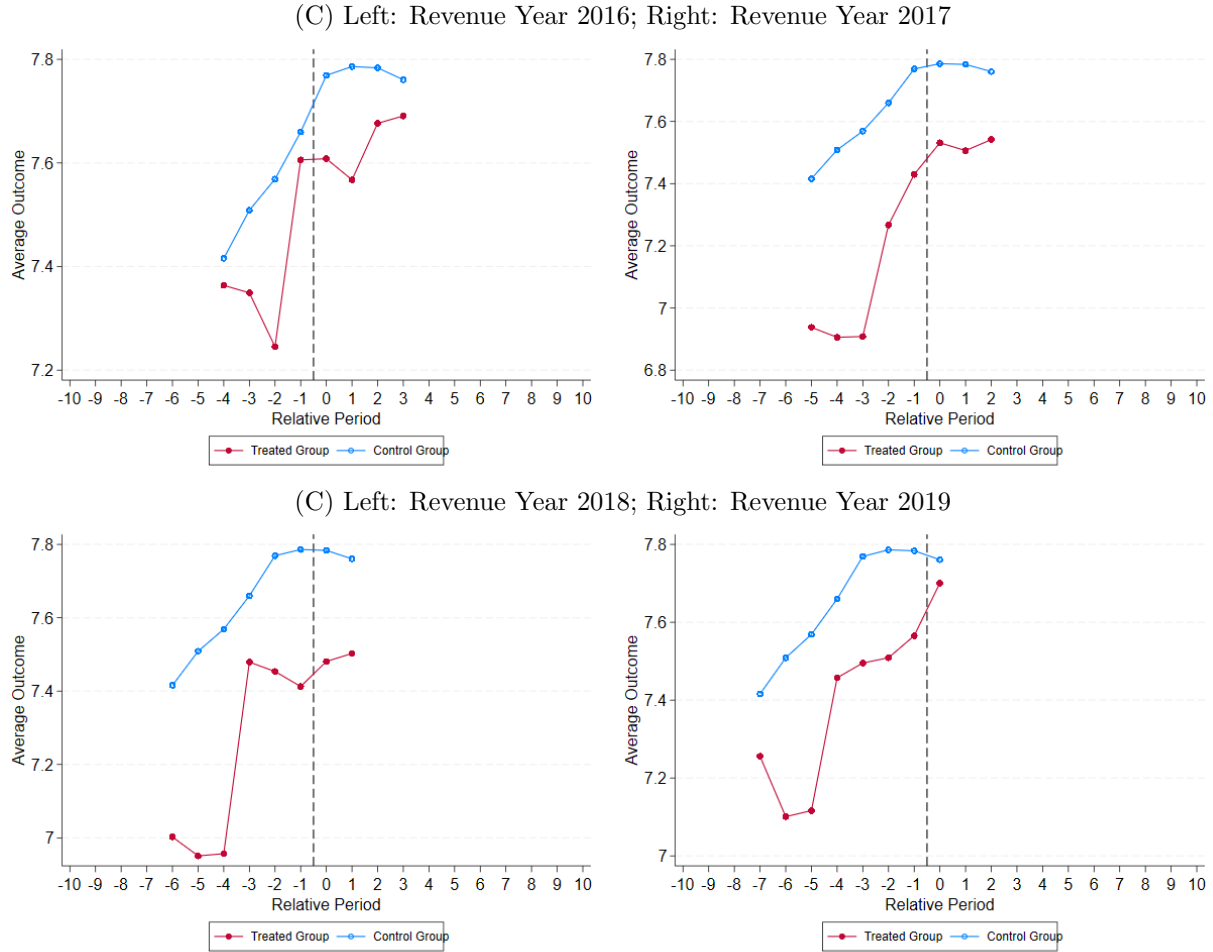 (C) Left: Revenue Year 2016; Right: Revenue Year 2017
Average Outcome
7.8
7.6
7.4
7.2
-10 -9 -8 -7 -6 -5 -4 -3 -2 -1 0 1 2 3 4 5 6 7 8 9 10
Relative Period
Treated Group Control Group
Average Outcome
7.8
7.6
7.4
7.2
7
6.8
-10 -9 -8 -7 -6 -5 -4 -3 -2 -1 0 1 2 3 4 5 6 7 8 9 10
Relative Period
Treated Group Control Group
(C) Left: Revenue Year 2018; Right: Revenue Year 2019
Average Outcome
7.8
7.6
7.4
7.2
7
-10 -9 -8 -7 -6 -5 -4 -3 -2 -1 0 1 2 3 4 5 6 7 8 9 10
Relative Period
Treated Group Control Group
Average Outcome
7.8
7.6
7.4
7.2
7
-10 -9 -8 -7 -6 -5 -4 -3 -2 -1 0 1 2 3 4 5 6 7 8 9 10
Relative Period
Treated Group Control Group